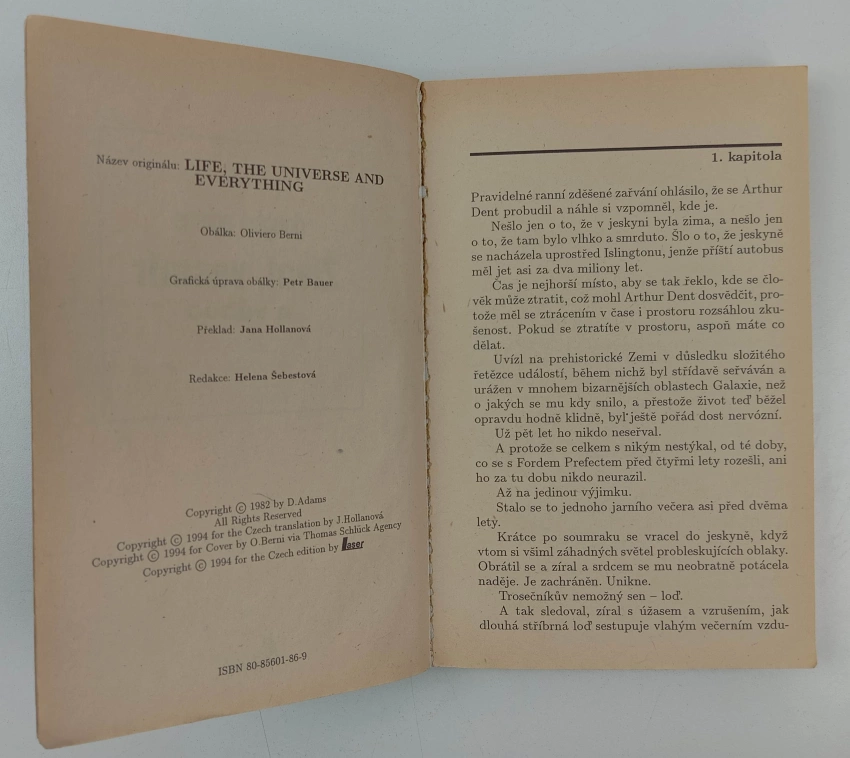 Název originálu: LIFE, THE UNIVERSE AND
EVERYTHING
Obálka: Oliviero Berni
Grafická úprava obálky: Petr Bauer
Překlad: Jana Hollanová
Redakce: Helena Šebestová
Copyright © 1982 by D.Adams
All Rights Reserved
Copyright © 1994 for the Czech translation by J.Hollanová
Copyright © 1994 for Cover by O.Berni via Thomas Schlück Agency
Copyright © 1994 for the Czech edition by Laser
ISBN 80-85601-86-9
1. kapitola
Pravidelné ranní zděšené zařvání ohlásilo, že se Arthur
Dent probudil a náhle si vzpomněl, kde je.
Nešlo jen o to, že v jeskyni byla zima, a nešlo jen
o to, že tam bylo vlhko a smrduto. Šlo o to, že jeskyně
se nacházela uprostřed Islingtonu, jenže příští autobus
měl jet asi za dva miliony let.
Čas je nejhorší místo, aby se tak řeklo, kde se člo-
věk může ztratit, což mohl Arthur Dent dosvědčit, pro-
tože měl se ztrácením v čase i prostoru rozsáhlou zku-
šenost. Pokud se ztratíte v prostoru, aspoň máte co
dělat.
Uvízl na prehistorické Zemi v důsledku složitého
řetězce událostí, během nichž byl střídavě seřváván a
urážen v mnohem bizarnějších oblastech Galaxie, než
o jakých se mu kdy snilo, a přestože život teď běžel
opravdu hodně klidně, byl ještě pořád dost nervózní.
Už pět let ho nikdo neseřval.
A protože se celkem s nikým nestýkal, od té doby,
co se s Fordem Prefectem před čtyřmi lety rozešli, ani
ho za tu dobu nikdo neurazil.
Až na jedinou výjimku.
Stalo se to jednoho jarního večera asi před dvěma
lety.
Krátce po soumraku se vracel do jeskyně, když
vtom si všiml záhadných světel probleskujících oblaky.
Obrátil se a zíral a srdcem se mu neobratně potácela
naděje. Je zachráněn. Unikne.
Trosečníkův nemožný sen – loď.
A tak sledoval, zíral s úžasem a vzrušením, jak
dlouhá stříbrná loď sestupuje vlahým večerním vzdu-